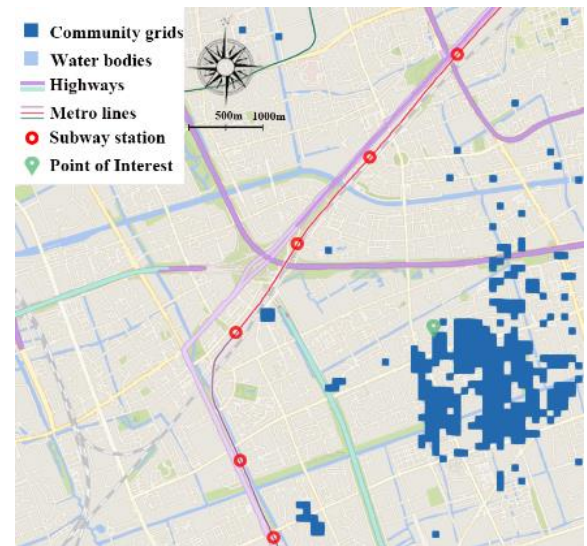 Community grids
Water bodies
Highways
Metro lines
Subway station
Point of Interest
N
500m 1000m